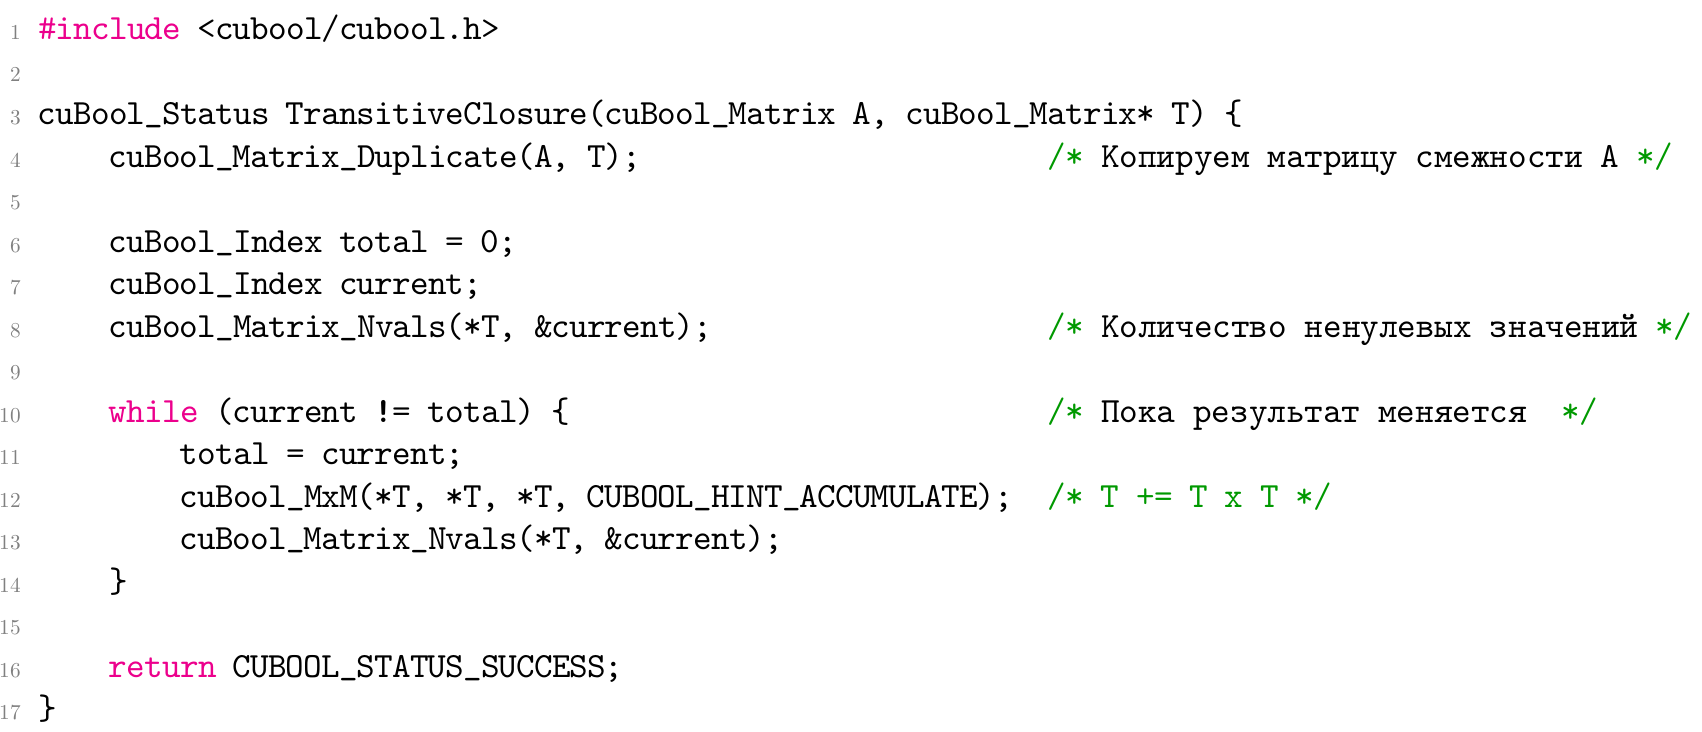 1 #include <cubool/cubool.h>
2
3 cuBool_Status TransitiveClosure(cuBool_Matrix A, cuBool_Matrix* T) {
4     cuBool_Matrix_Duplicate(A, T);                       /* Копируем матрицу смежности A */
5
6     cuBool_Index total = 0;
7     cuBool_Index current;
8     cuBool_Matrix_Nvals(*T, &current);                   /* Количество ненулевых значений */
9
10     while (current != total) {                           /* Пока результат меняется  */
11         total = current;
12         cuBool_MxM(*T, *T, *T, CUBOOL_HINT_ACCUMULATE);  /* T += T x T */
13         cuBool_Matrix_Nvals(*T, &current);
14     }
15
16     return CUBOOL_STATUS_SUCCESS;
17 }